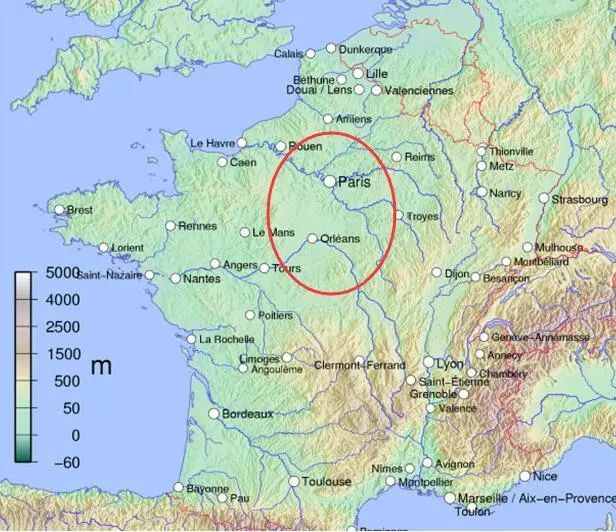 Calais
Dunkerque
Lille
Béthune
Douai / Lens
Valenciennes
Amiens
Le Havre
Rouen
Caen
Reims
Thionville
Metz
Paris
Nancy
Strasbourg
Brest
Troyes
Rennes
Le Mans
Orléans
Lorient
Mulhouse
Montbéliard
Angers
Tours
5000
Saint-Nazaire
Nantes
Dijon
Besancon
4000
Poitiers
2500
La Rochelle
Genève-Annemasse
1500
m
Limoges
Annecy
Angoulême
Clermont-Ferrand
Lyon
Chambéry
500
Saint-Étienne
Grenoble
50
Bordeaux
Valence
0
-60
Avignon
Nimes
Toulouse
Montpellier
Nice
Bayonne
Pau
Marseille / Aix-en-Provence
Toulon